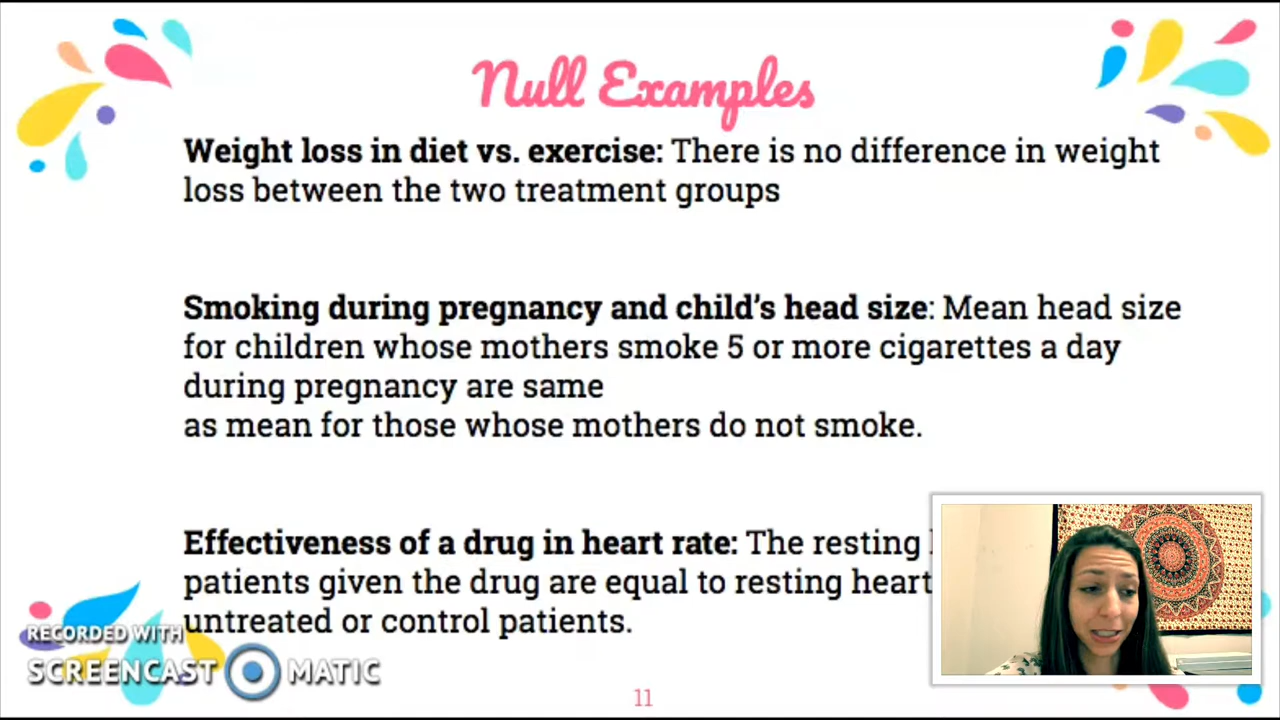 Null Examples
Weight loss in diet vs. exercise: There is no difference in weight
loss between the two treatment groups
Smoking during pregnancy and child's head size: Mean head size
for children whose mothers smoke 5 or more cigarettes a day
during pregnancy are same
as mean for those whose mothers do not smoke.
Effectiveness of a drug in heart rate: The resting
patients given the drug are equal to resting heart
untreated or control patients.
RECORDED WITH
SCREENCAST MATIC
11